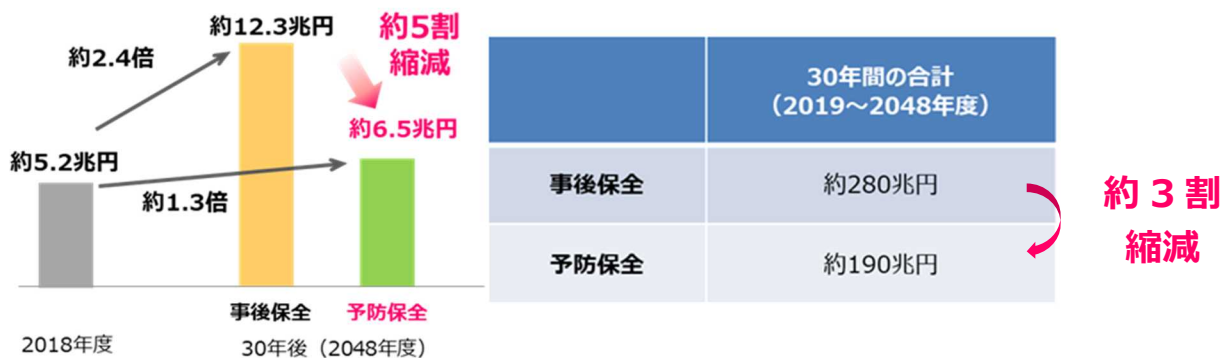 約12.3兆円
約5割
縮減
約2.4倍
約6.5兆円
約5.2兆円
約1.3倍
事後保全
予防保全
2018年度
30年後（2048年度）
30年間の合計
（2019～2048年度）
事後保全
約280兆円
予防保全
約190兆円
約３割
縮減